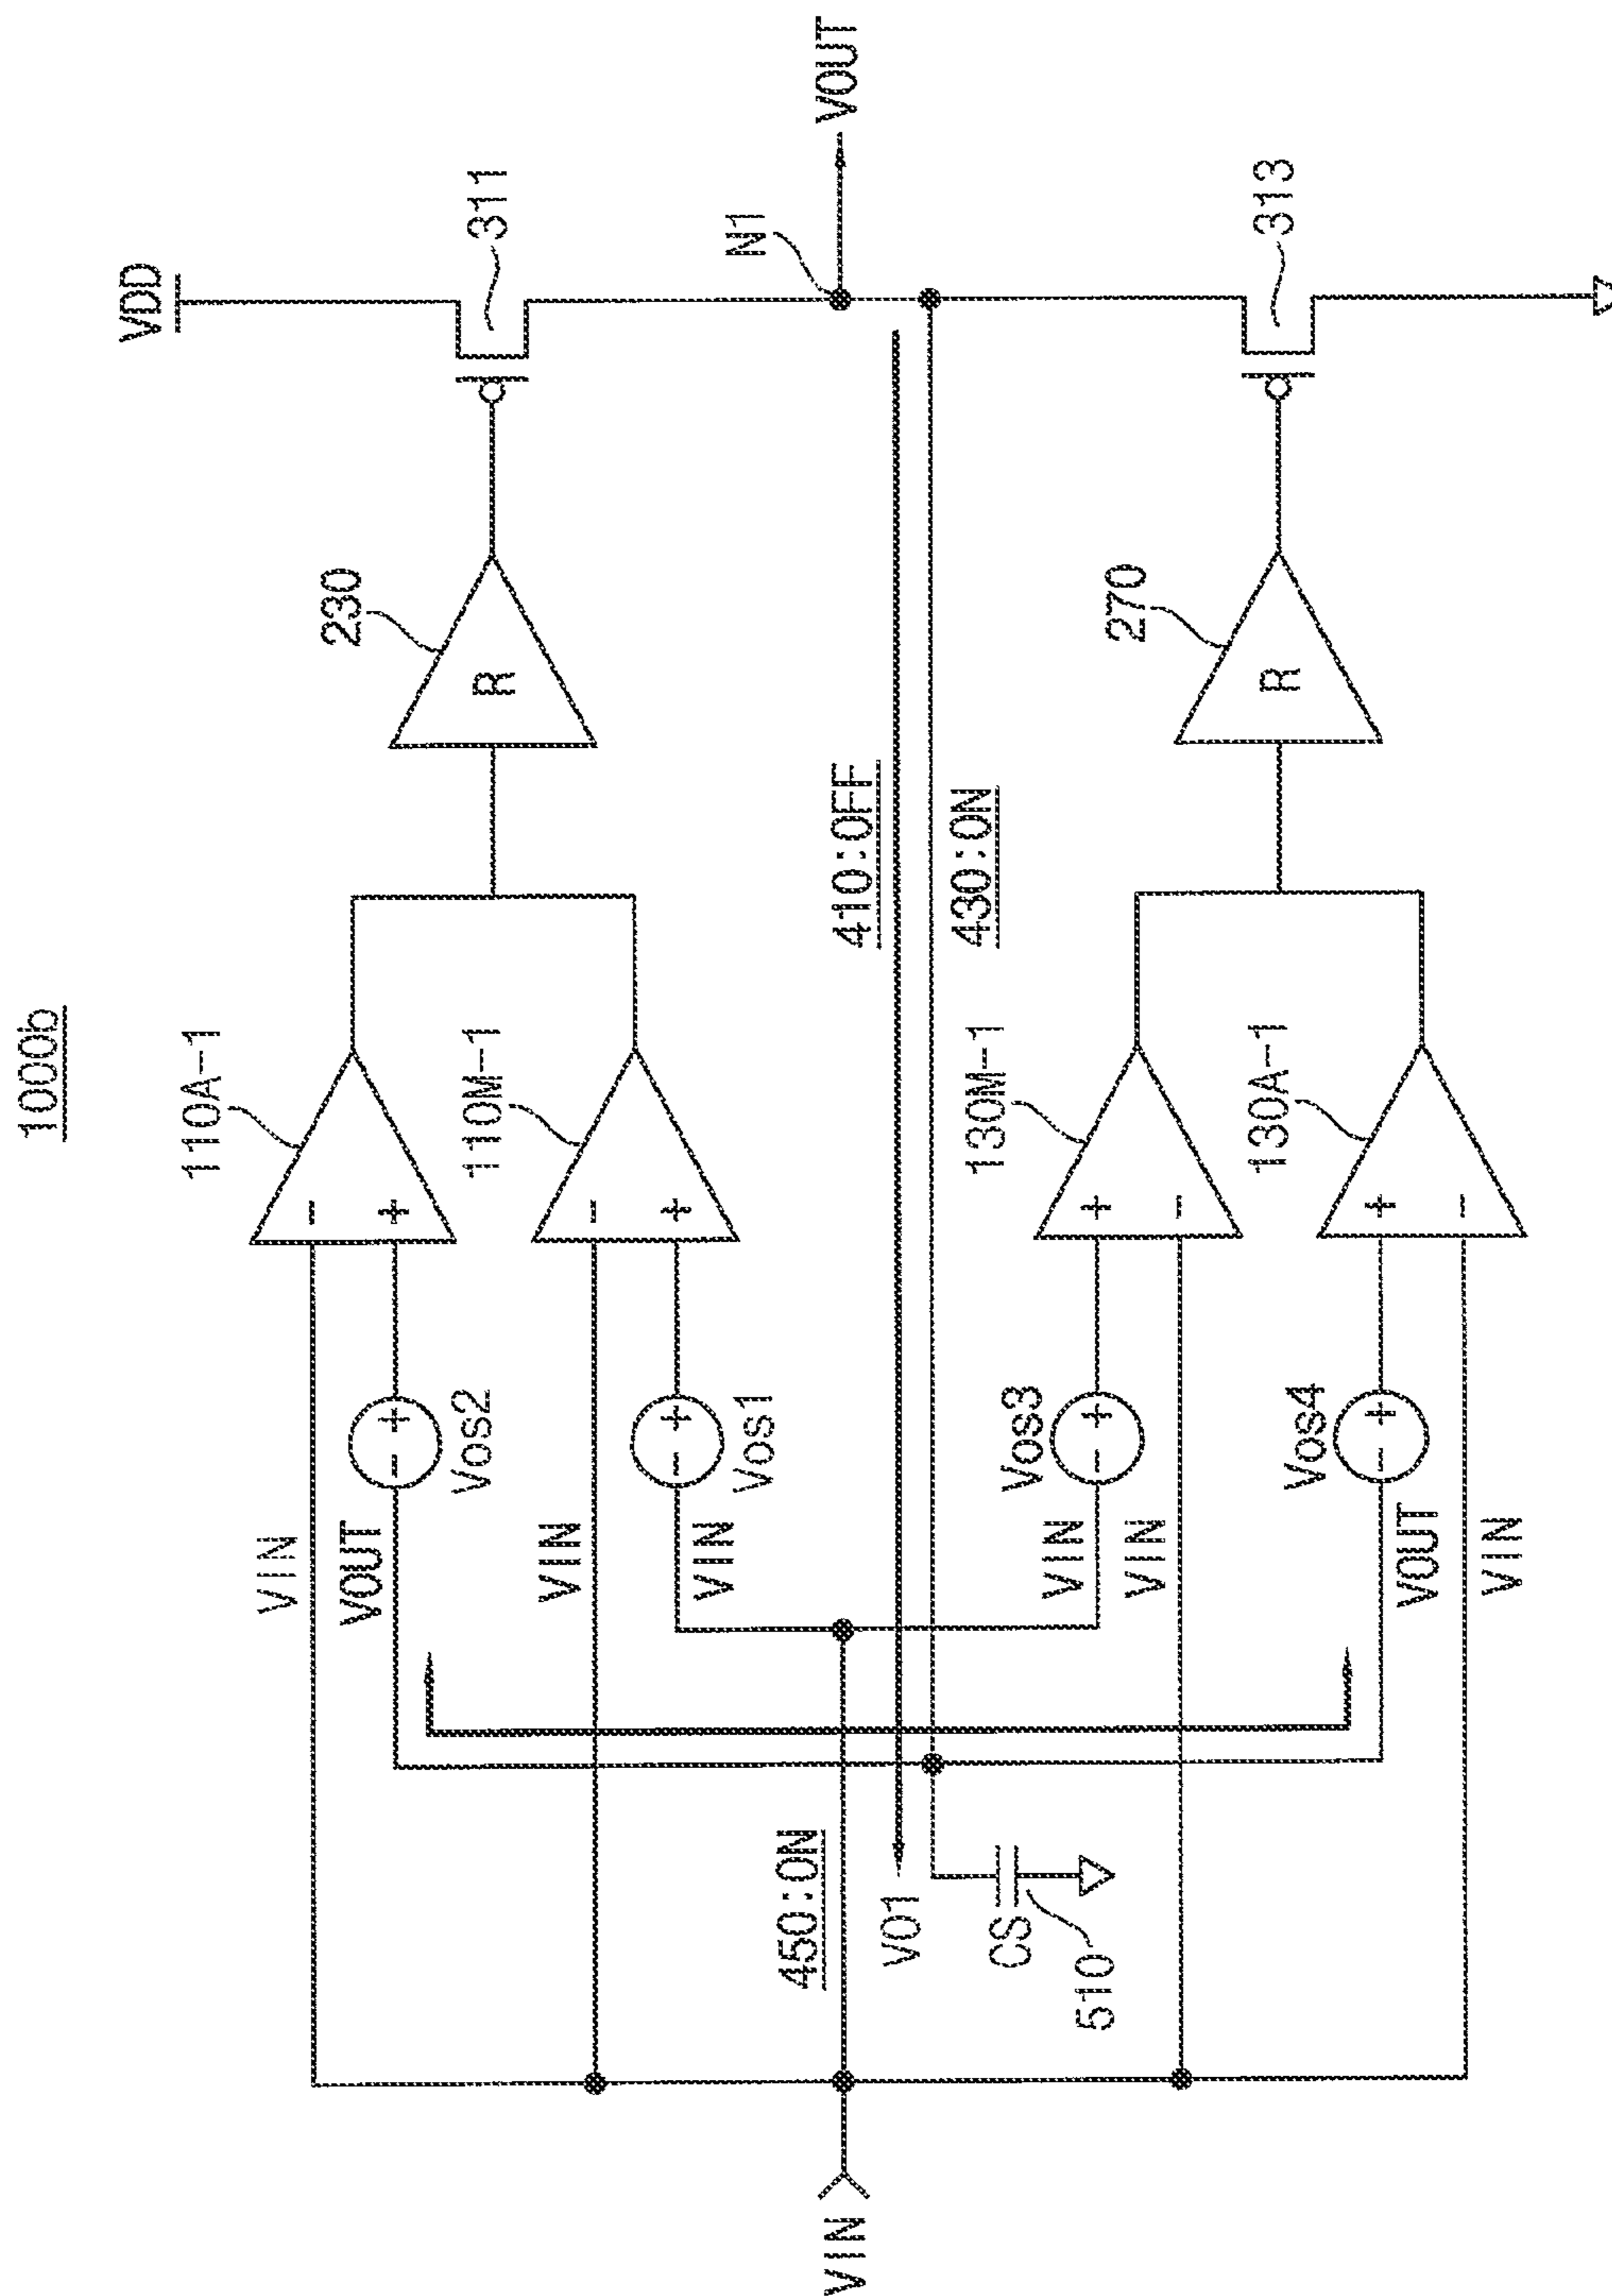 1000b
VDD
311
230
R
110A-1
-
+
110M-1
-
+
VIN
VOUT
- +
Vos2
VIN
VIN
- +
Vos1
N1
VOUT
410:OFF
430:ON
450:ON
VO1
CS
510
VIN
313
270
R
130M-1
+
-
130A-1
+
-
Vos3
- +
VIN
VIN
Vos4
- +
VOUT
VIN